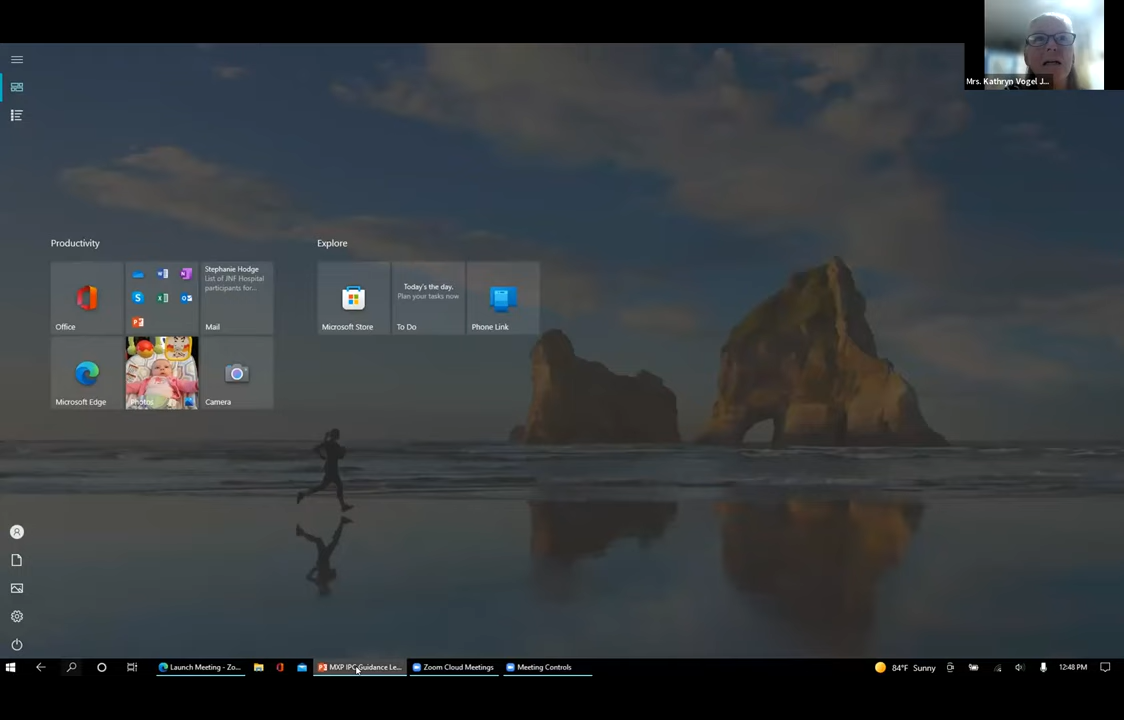 Mrs. Kathryn Vogel J...
Productivity
Explore
Office
Stephanie Hodge
List of JNF Hospital
participants for...
Mail
Microsoft Store
Today's the day.
Plan your tasks now
To Do
Phone Link
Microsoft Edge
Photos
Camera
Launch Meeting - Zo...
MXP IPC Guidance Le...
Zoom Cloud Meetings
Meeting Controls
84°F Sunny
12:48 PM